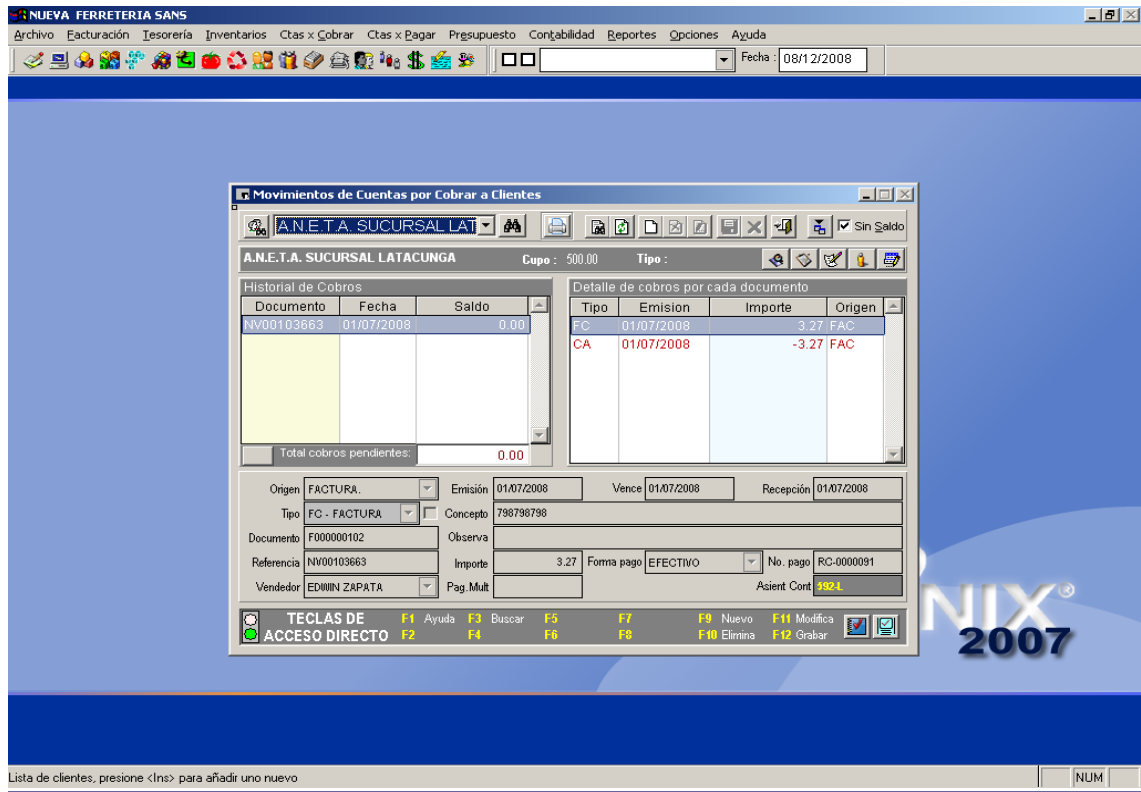 NUEVA FERRETERIA SANS
Archivo Facturación Tesorería Inventarios Ctas x Cobrar Ctas x Pagar Presupuesto Contabilidad Reportes Opciones Ayuda
Fecha : 08/12/2008
Movimientos de Cuentas por Cobrar a Clientes
A.N.E.T.A. SUCURSAL LAT Sin Saldo
A.N.E.T.A. SUCURSAL LATACUNGA Cupo : 500.00 Tipo :
Historial de Cobros Detalle de cobros por cada documento
Documento Fecha Saldo Tipo Emision Importe Origen
NV00103663 01/07/2008 0.00 FC 01/07/2008 3.27 FAC
CA 01/07/2008 -3.27 FAC
Total cobros pendientes: 0.00
Origen FACTURA. Emisión 01/07/2008 Vence 01/07/2008 Recepción 01/07/2008
Tipo FC - FACTURA Concepto 798798798
Documento F000000102 Observa
Referencia NV00103663 Importe 3.27 Forma pago EFECTIVO No. pago RC-0000091
Vendedor EDWIN ZAPATA Pag.Mult Asient Cont 592-L
TECLAS DE F1 Ayuda F3 Buscar F5 F7 F9 Nuevo F11 Modifica
ACCESO DIRECTO F2 F4 F6 F8 F10 Elimina F12 Grabar
NIX®
2007
Lista de clientes, presione <Ins> para añadir uno nuevo NUM